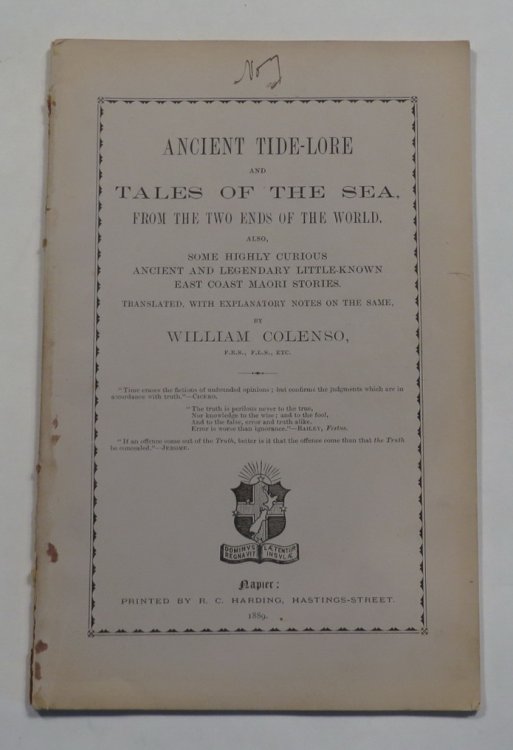 No
ANCIENT TIDE-LORE
AND
TALES OF THE SEA,
FROM THE TWO ENDS OF THE WORLD.
ALSO,
SOME HIGHLY CURIOUS
ANCIENT AND LEGENDARY LITTLE-KNOWN
EAST COAST MAORI STORIES.
TRANSLATED, WITH EXPLANATORY NOTES ON THE SAME,
BY
WILLIAM COLENSO,
F.R.S., F.L.S., ETC.
"Time erases the fictions of unfounded opinions; but confirms the judgments which are in
accordance with truth."—CICERO.
"The truth is perilous never to the true,
Nor knowledge to the wise; and to the fool,
And to the false, error and truth alike.
Error is worse than ignorance."—BAILEY, Festus.
"If an offence come out of the Truth, better is it that the offence come than that the Truth
be concealed."—JEROME.
DOMINVS LÆTENTVR
REGNAVIT INSVLÆ
Napier:
PRINTED BY R. C. HARDING, HASTINGS-STREET.
1889.